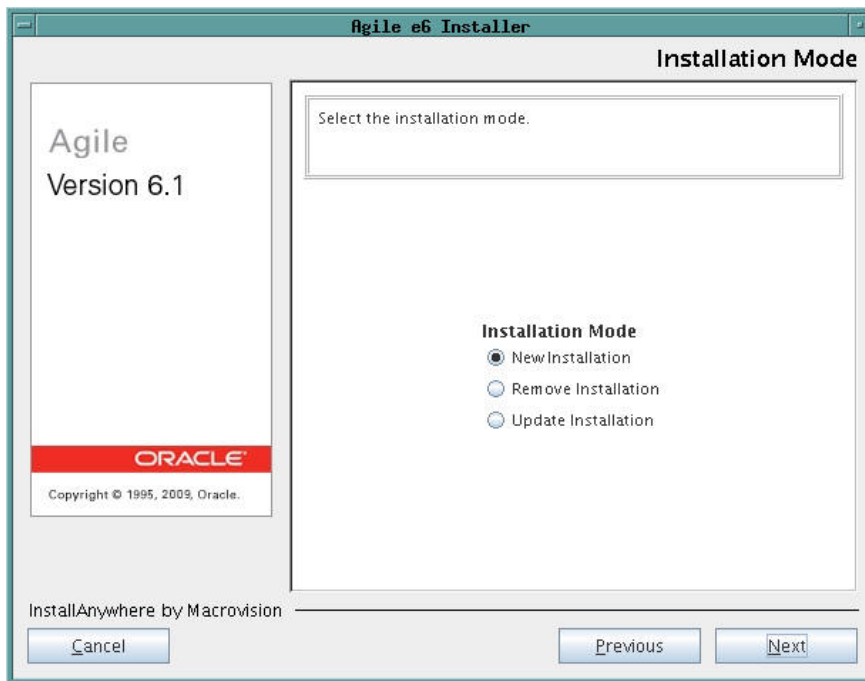 Agile e6 Installer
Installation Mode
Agile
Version 6.1
ORACLE
Copyright © 1995, 2009, Oracle.
Select the installation mode.
Installation Mode
New Installation
Remove Installation
Update Installation
InstallAnywhere by Macrovision
Cancel
Previous
Next